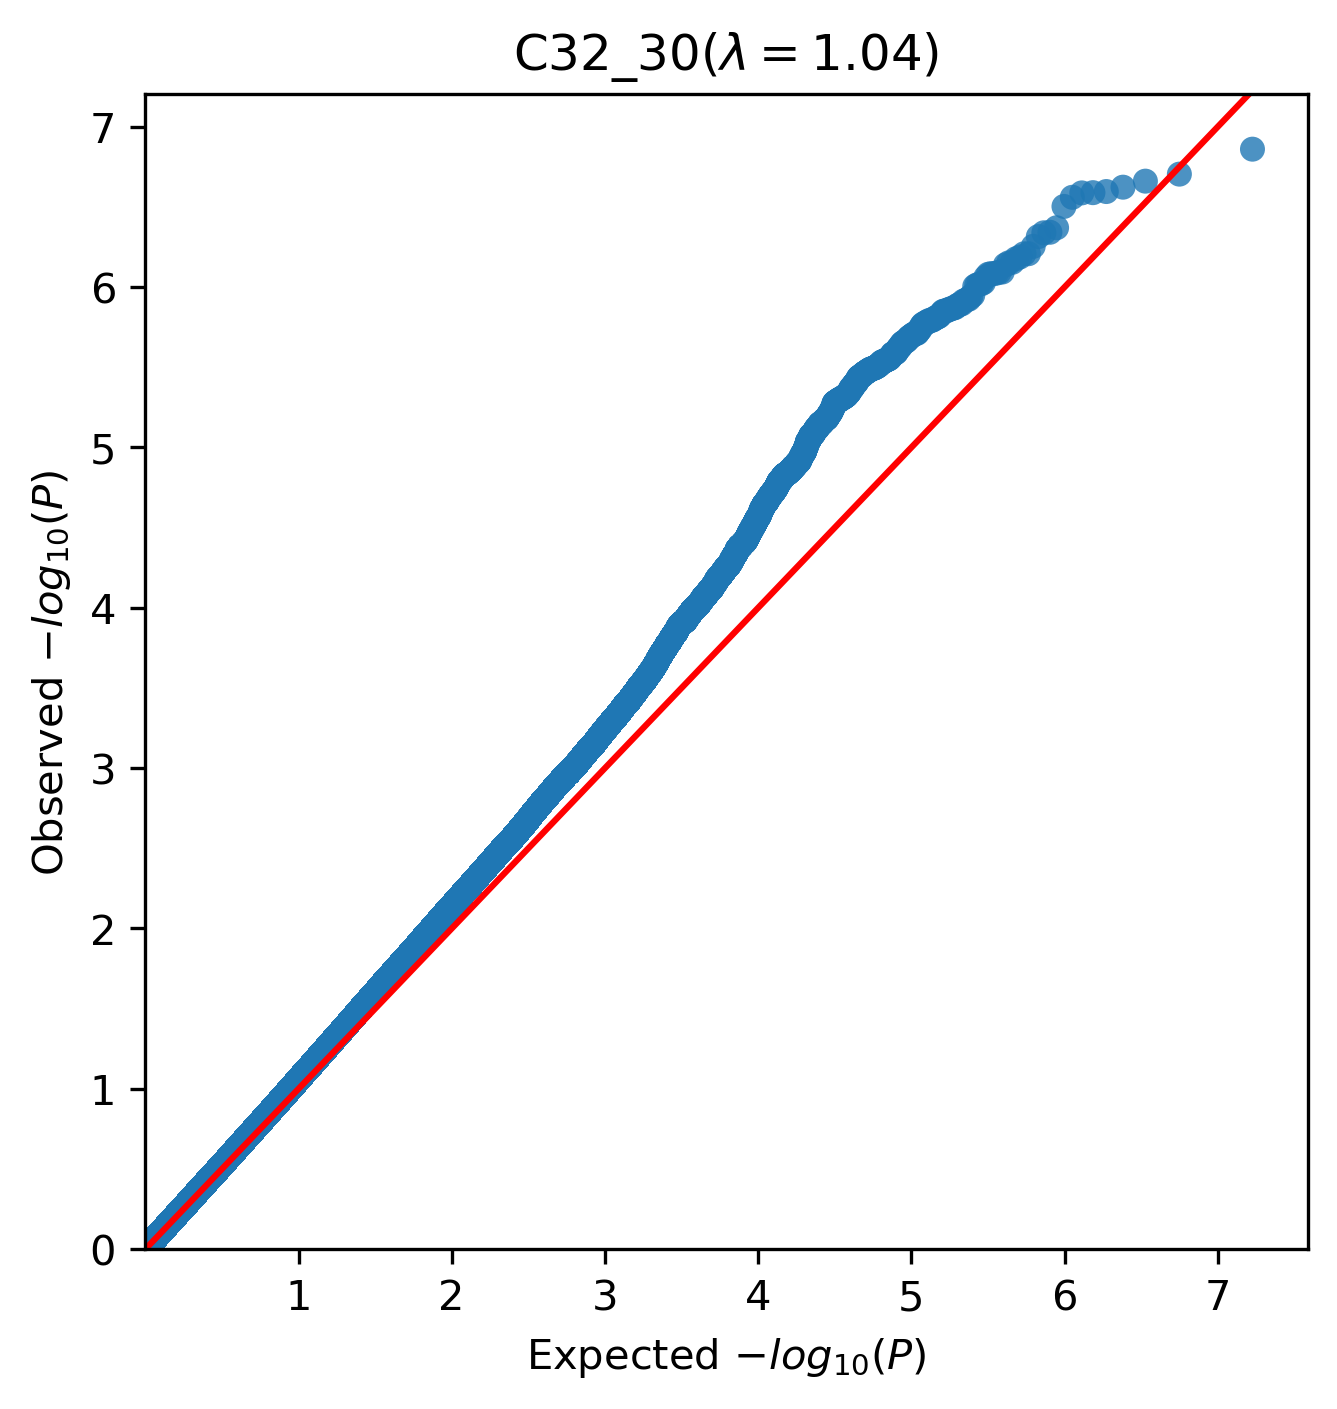 C32_30(λ = 1.04)
Observed −log₁₀(P)
7
6
5
4
3
2
1
0
1 2 3 4 5 6 7
Expected −log₁₀(P)